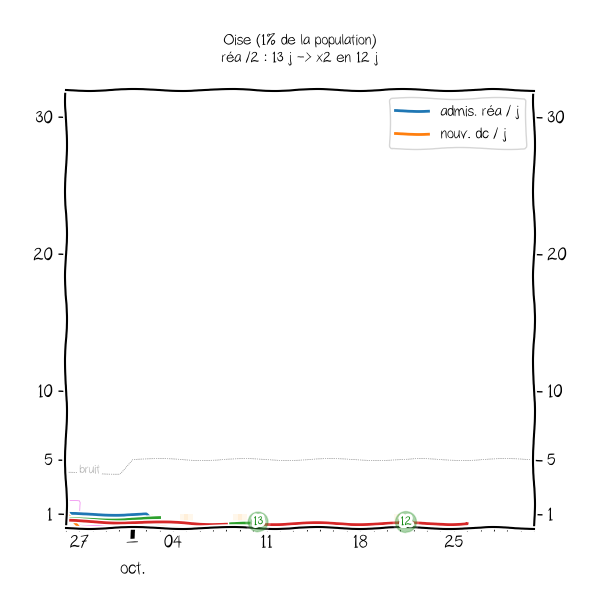 Oise (1% de la population)
réa /2 : 13 j -> x2 en 12 j
admis. réa / j
nouv. dc / j
30 30
20 20
10 10
5 bruit 5
1 13 12 1
27 04 11 18 25
oct.